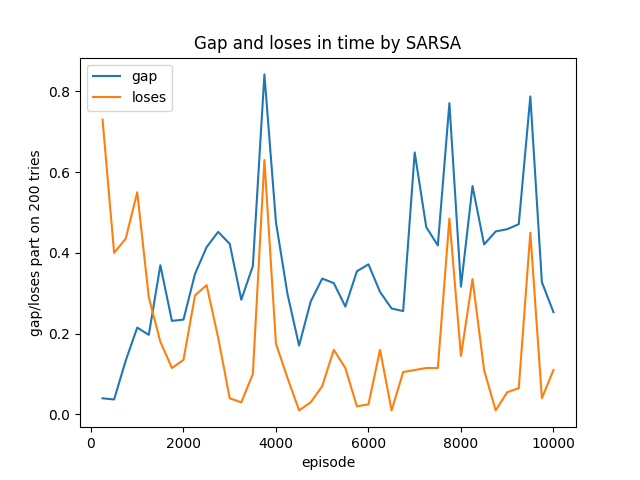 Gap and loses in time by SARSA
gap
loses
gap/loses part on 200 tries
0.8
0.6
0.4
0.2
0.0
0 2000 4000 6000 8000 10000
episode